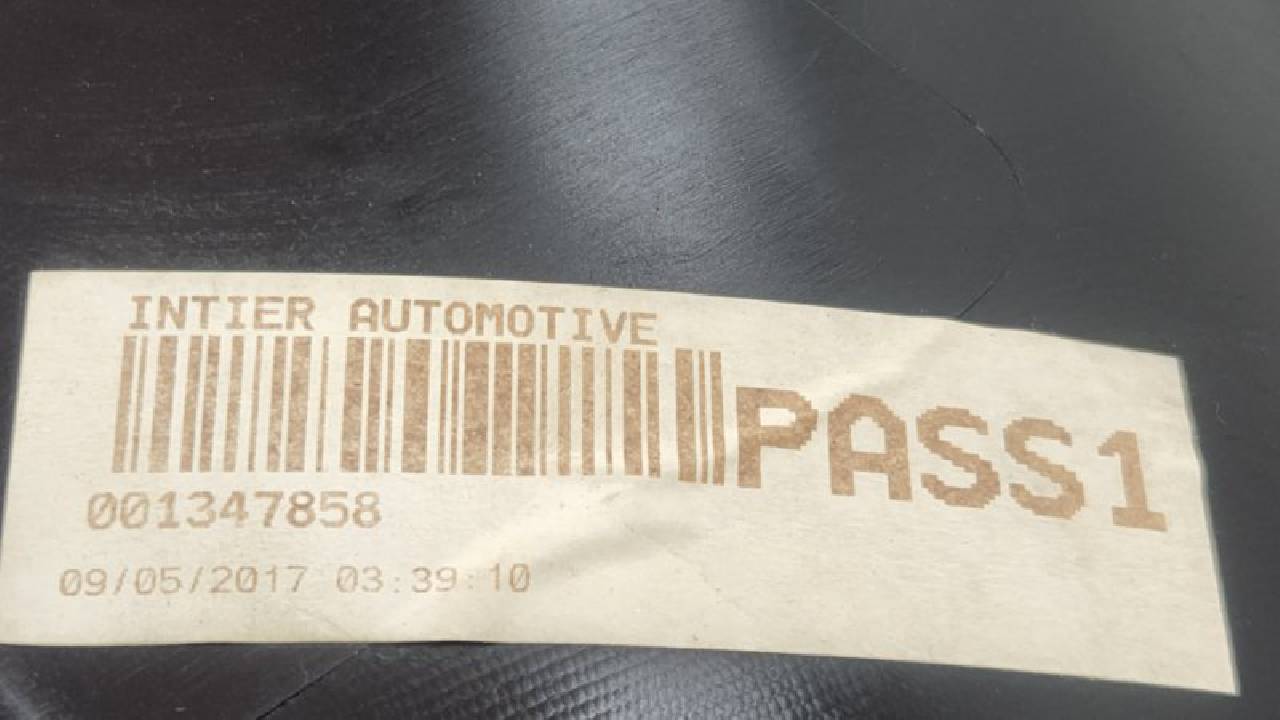 INTIER AUTOMOTIVE
PASS1
001347858
09/05/2017 03:39:10